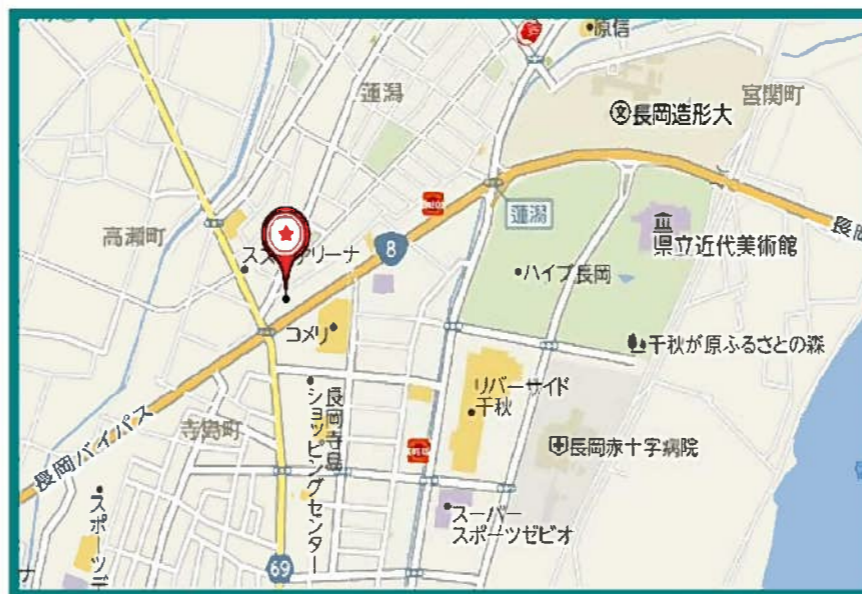 原信
蓮潟
宮関町
長岡造形大
蓮潟
高瀬町
8
県立近代美術館
ハイブ長岡
コメリ
千秋が原ふるさとの森
リバーサイド
千秋
長岡寺島
ショッピングセンター
寺島町
長岡バイパス
長岡赤十字病院
スーパー
スポーツゼビオ
69